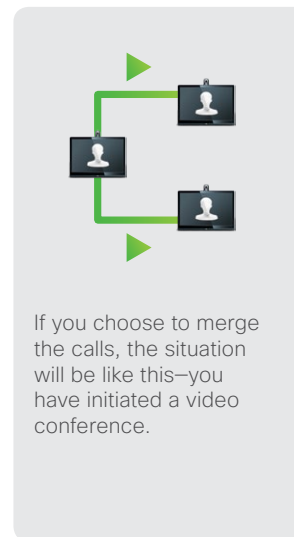 If you choose to merge
the calls, the situation
will be like this—you
have initiated a video
conference.